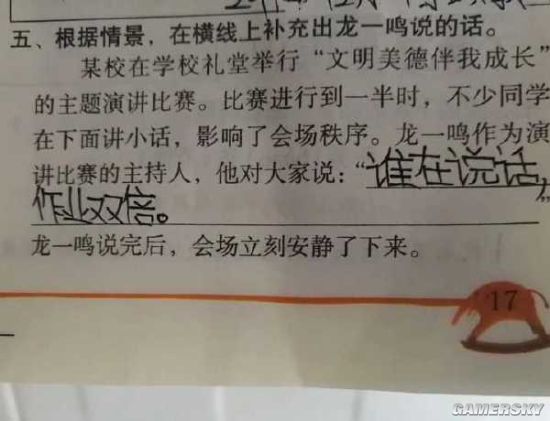 五、根据情景，在横线上补充出龙一鸣说的话。
某校在学校礼堂举行“文明美德伴我成长”
的主题演讲比赛。比赛进行到一半时，不少同学
在下面讲小话，影响了会场秩序。龙一鸣作为演
讲比赛的主持人，他对大家说：“谁在说话，
作业双倍。”
龙一鸣说完后，会场立刻安静了下来。
17
GAMERSKY